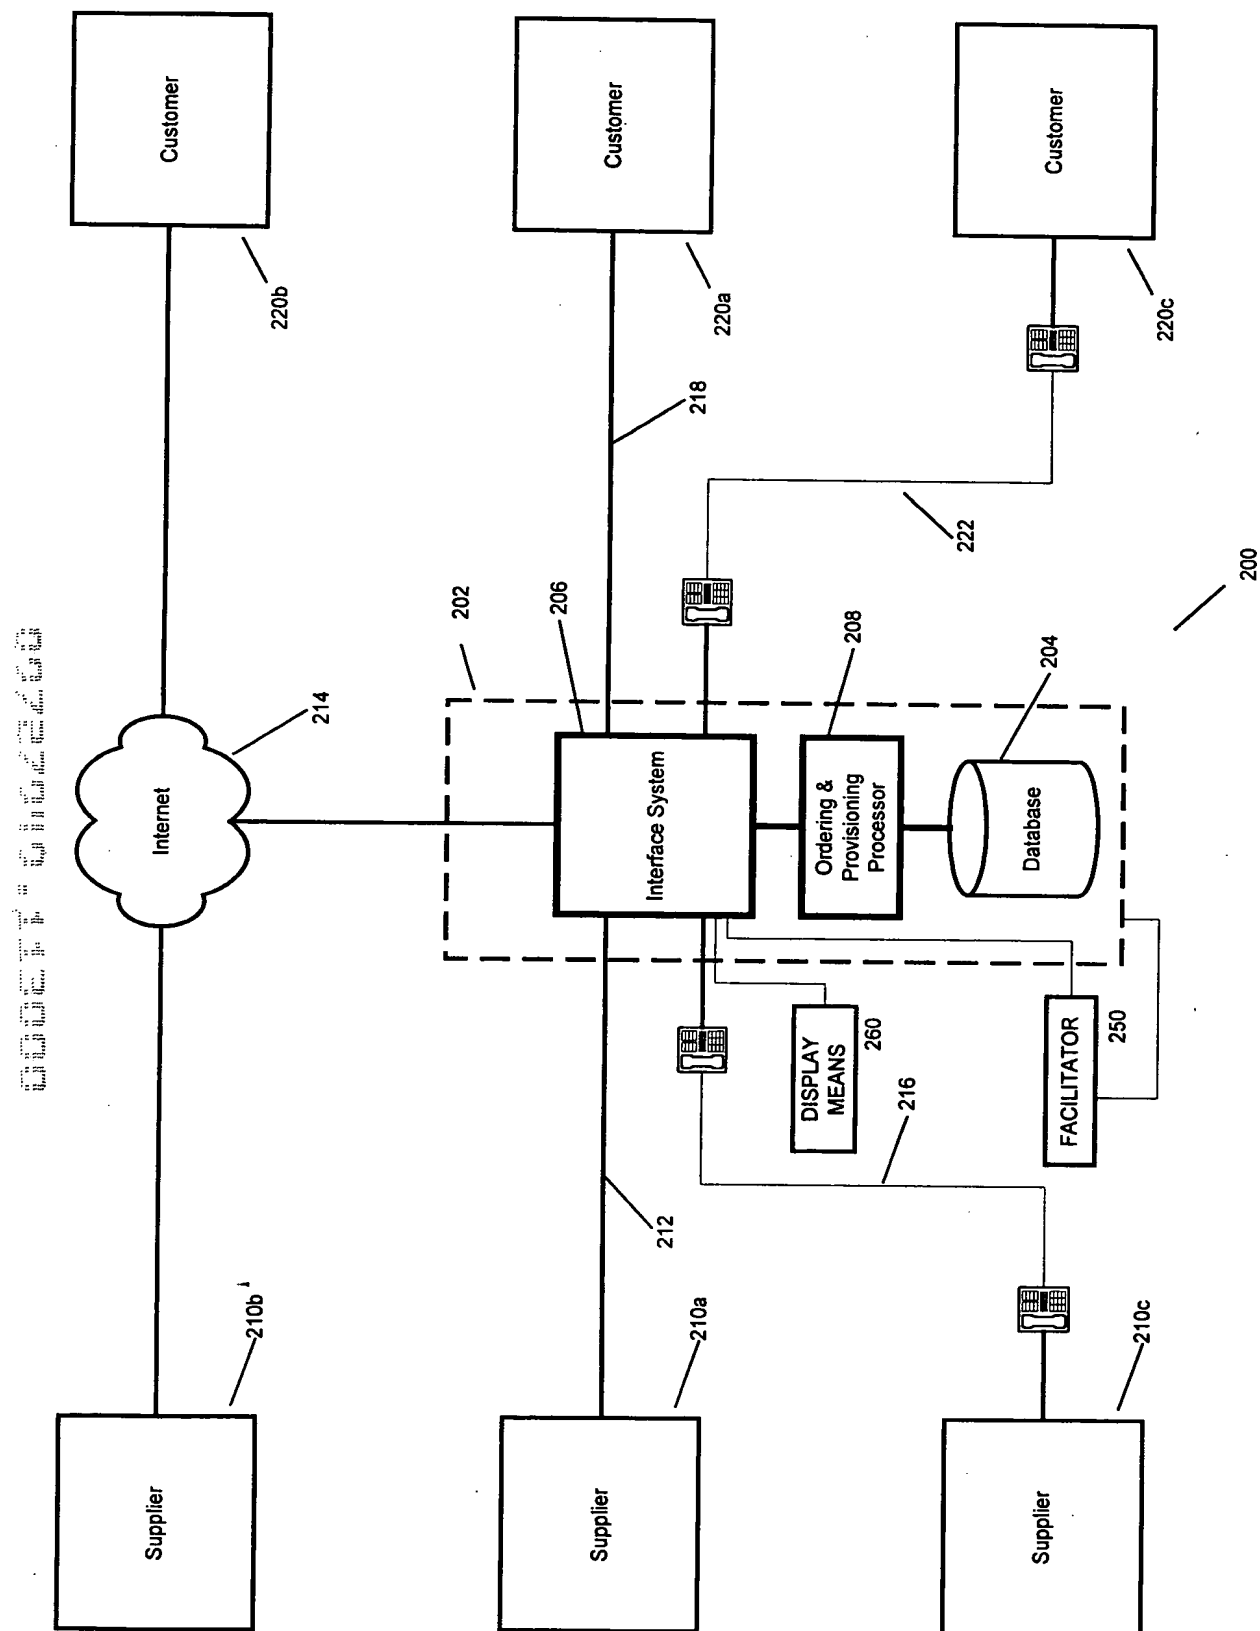 Supplier
210b
Internet
214
Customer
220b
Supplier
210a
212
DISPLAY
MEANS
260
216
Interface System
206
202
218
Customer
220a
Ordering &
Provisioning
Processor
208
Database
204
FACILITATOR
250
222
Supplier
210c
Customer
220c
200